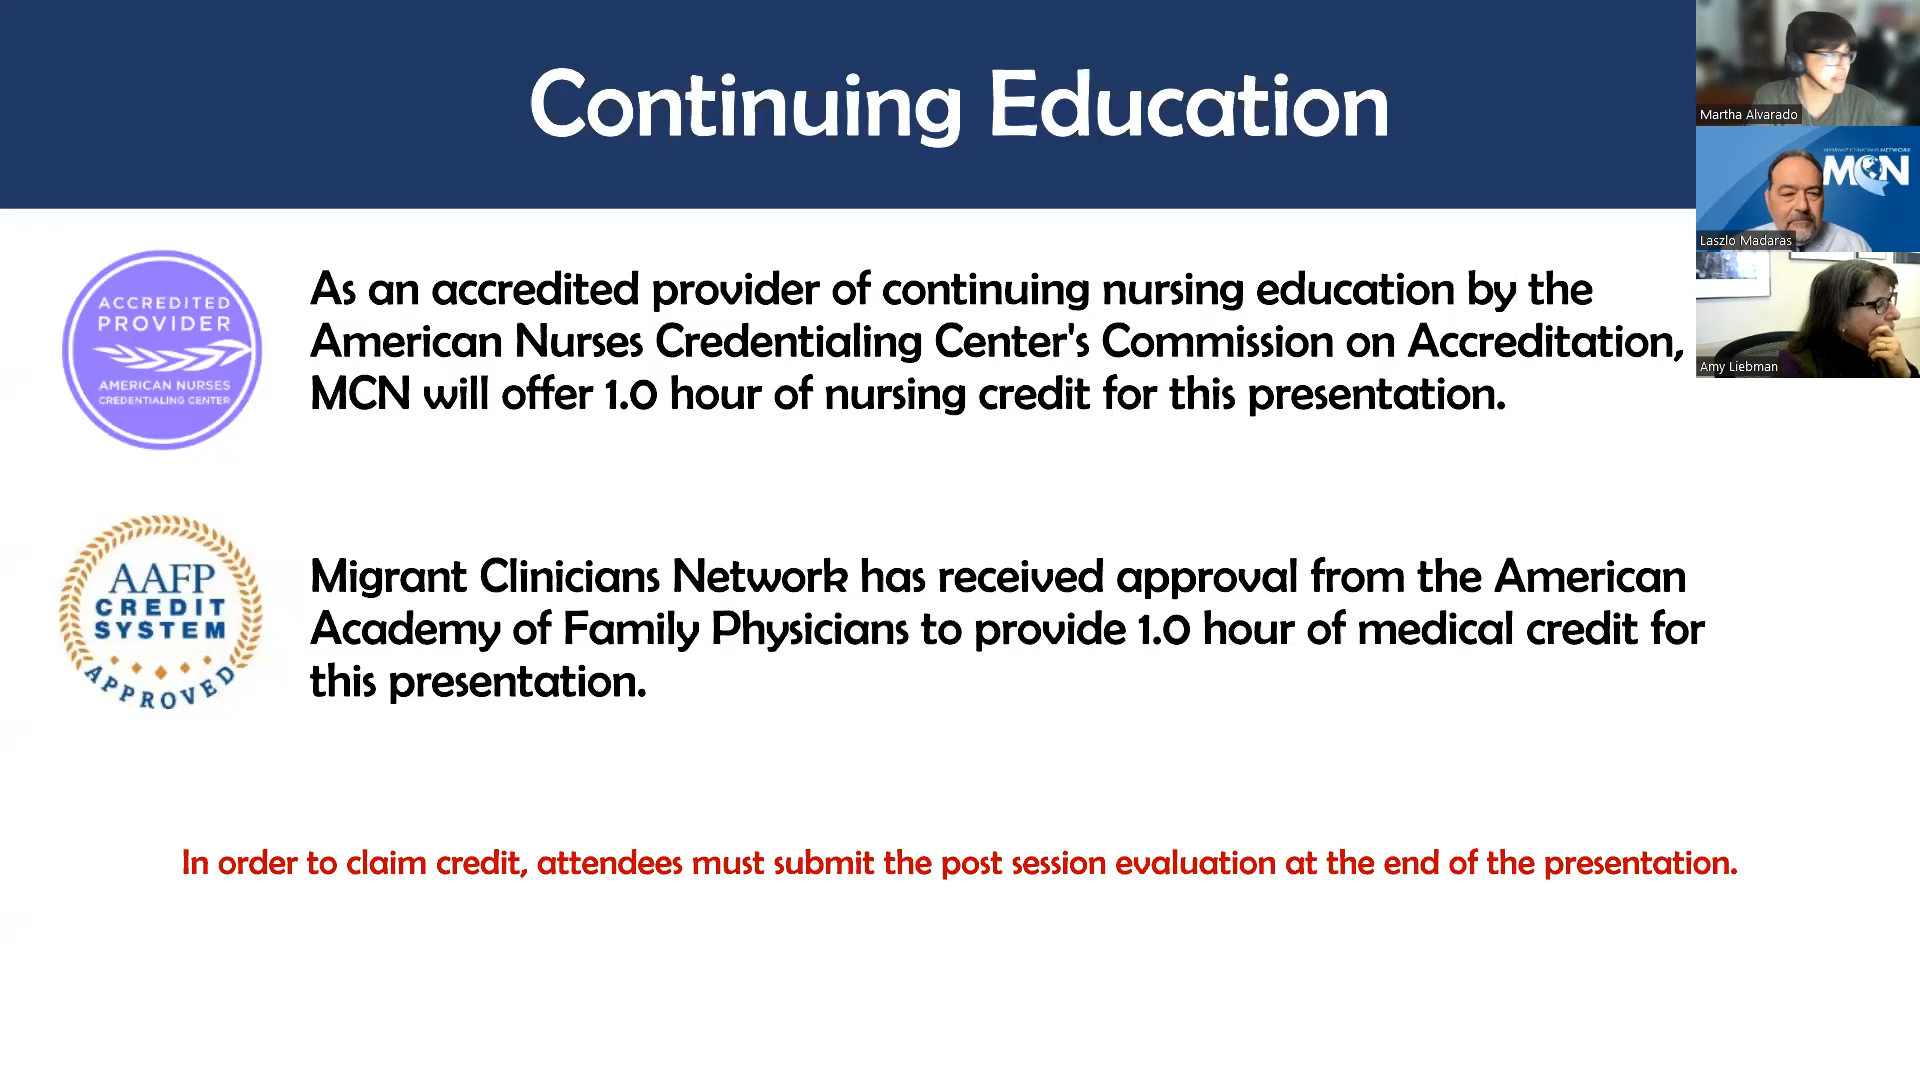 Continuing Education
ACCREDITED
PROVIDER
AMERICAN NURSES
CREDENTIALING CENTER
As an accredited provider of continuing nursing education by the
American Nurses Credentialing Center's Commission on Accreditation,
MCN will offer 1.0 hour of nursing credit for this presentation.
AAFP
CREDIT
SYSTEM
APPROVED
Migrant Clinicians Network has received approval from the American
Academy of Family Physicians to provide 1.0 hour of medical credit for
this presentation.
In order to claim credit, attendees must submit the post session evaluation at the end of the presentation.
Martha Alvarado
MIGRANT CLINICIANS NETWORK
MCN
Laszlo Madaras
Amy Liebman